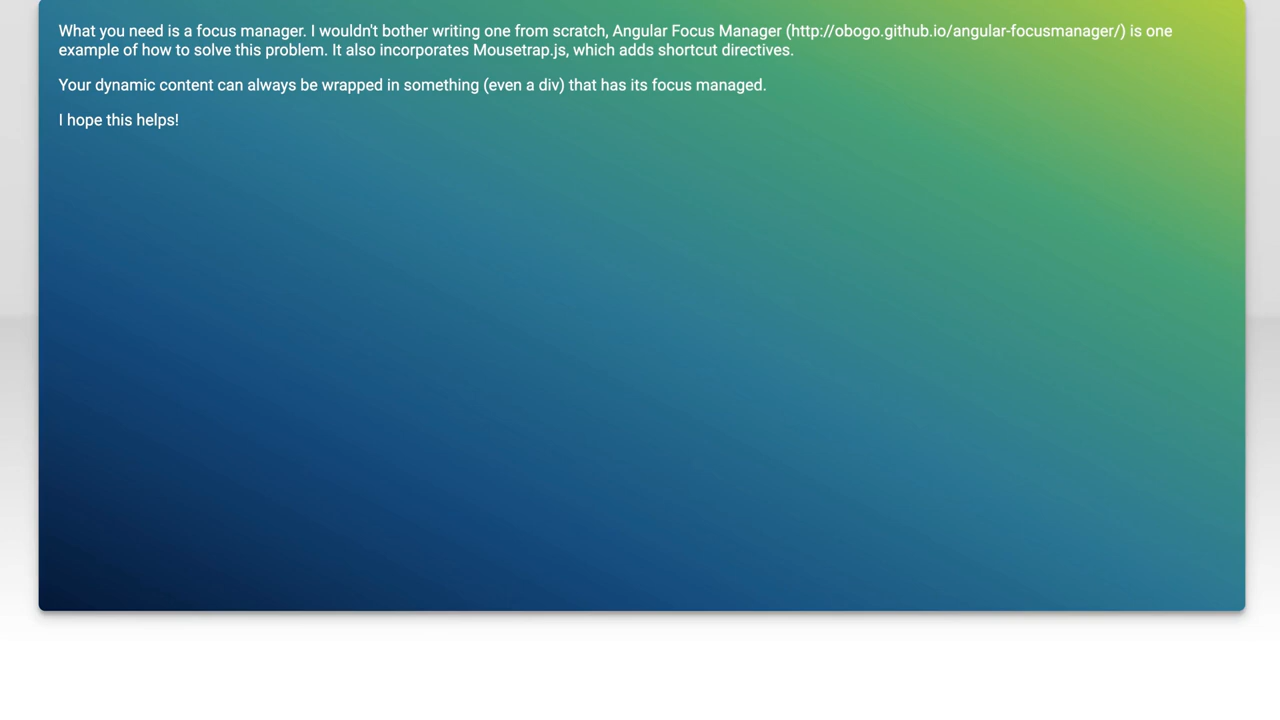 What you need is a focus manager. I wouldn't bother writing one from scratch, Angular Focus Manager (http://obogo.github.io/angular-focusmanager/) is one
example of how to solve this problem. It also incorporates Mousetrap.js, which adds shortcut directives.
Your dynamic content can always be wrapped in something (even a div) that has its focus managed.
I hope this helps!